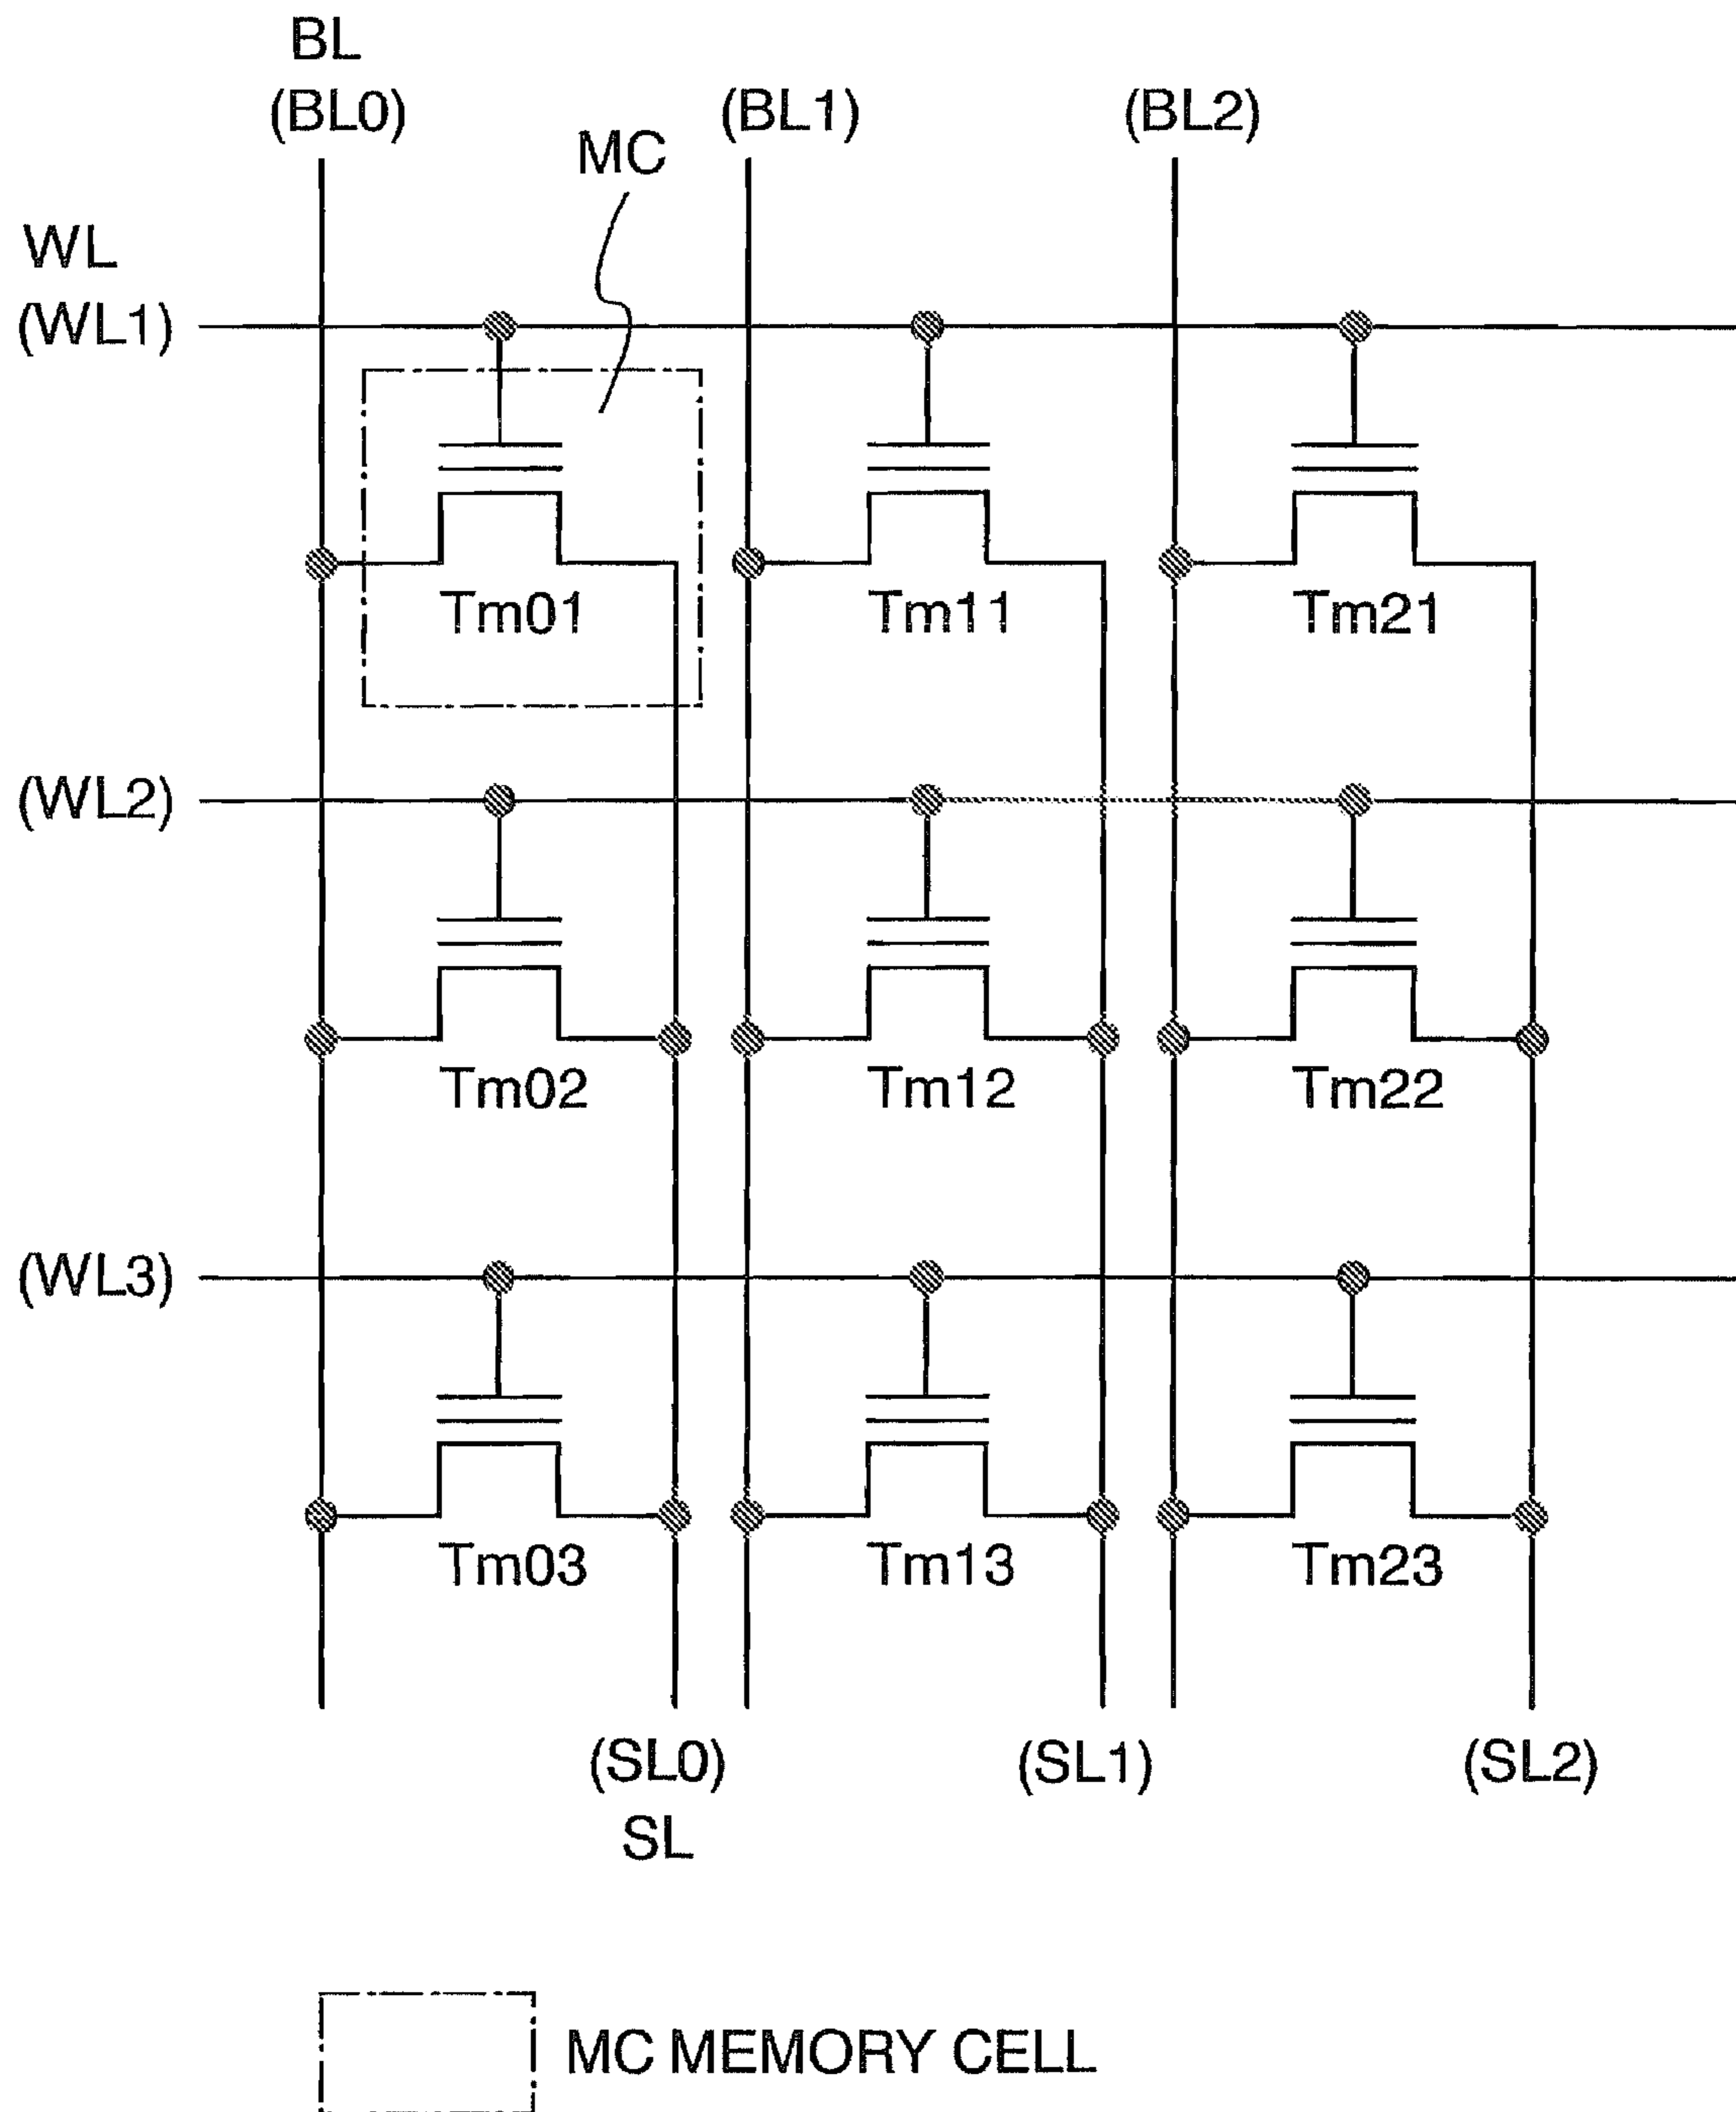 BL
(BL0) (BL1) (BL2)
MC
WL
(WL1)
Tm01 Tm11 Tm21
(WL2)
Tm02 Tm12 Tm22
(WL3)
Tm03 Tm13 Tm23
(SL0) (SL1) (SL2)
SL
MC MEMORY CELL